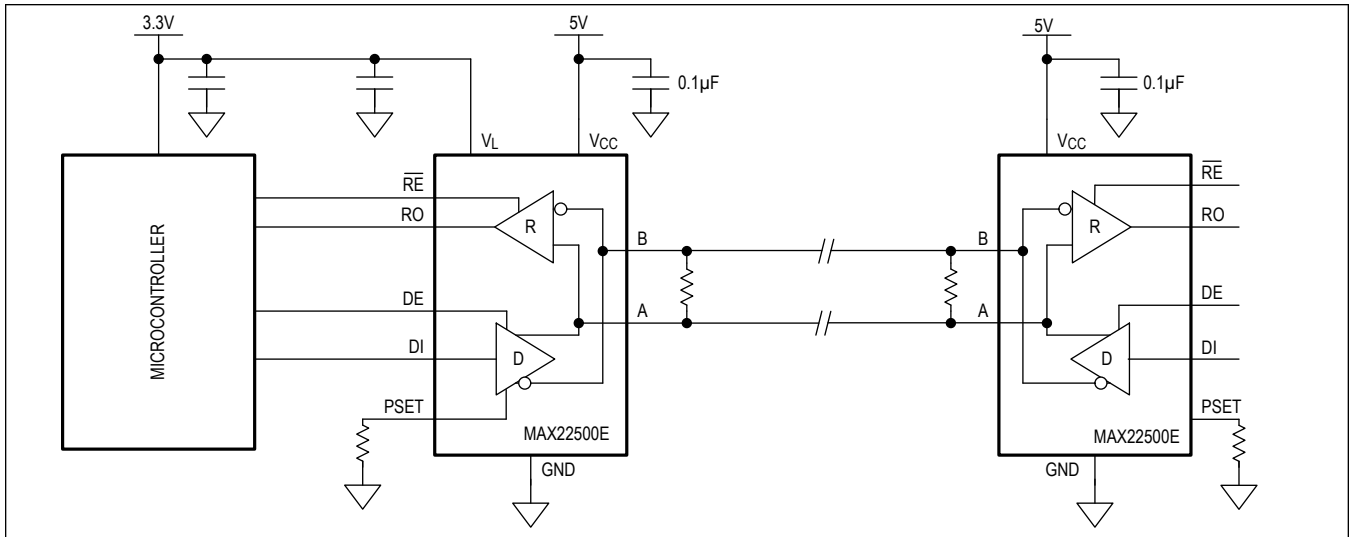 3.3V
5V
5V
0.1µF
0.1µF
VL
VCC
VCC
MICROCONTROLLER
RE
RO
DE
DI
PSET
R
D
B
A
MAX22500E
GND
B
A
R
D
RE
RO
DE
DI
PSET
MAX22500E
GND